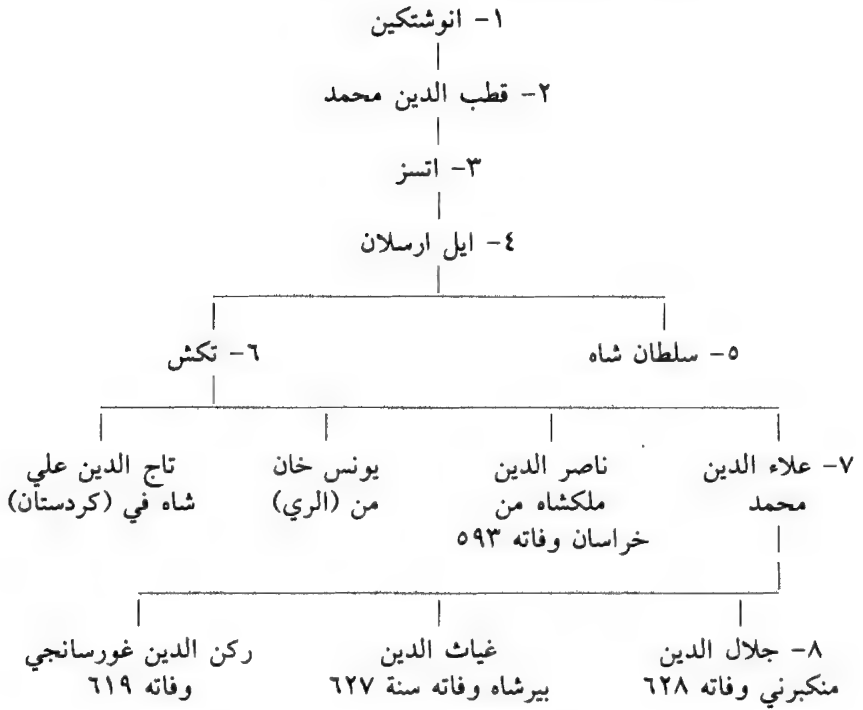 ١- انوشتكين
٢- قطب الدين محمد
٣- اتسز
٤- ايل ارسلان
٥- سلطان شاه
٦- تكش
٧- علاء الدين
محمد
ناصر الدين
ملكشاه من
خراسان وفاته ٥٩٣
يونس خان
من (الري)
تاج الدين علي
شاه في (كردستان)
٨- جلال الدين
منكبرني وفاته ٦٢٨
غياث الدين
بيرشاه وفاته سنة ٦٢٧
ركن الدين غورسانجي
وفاته ٦١٩